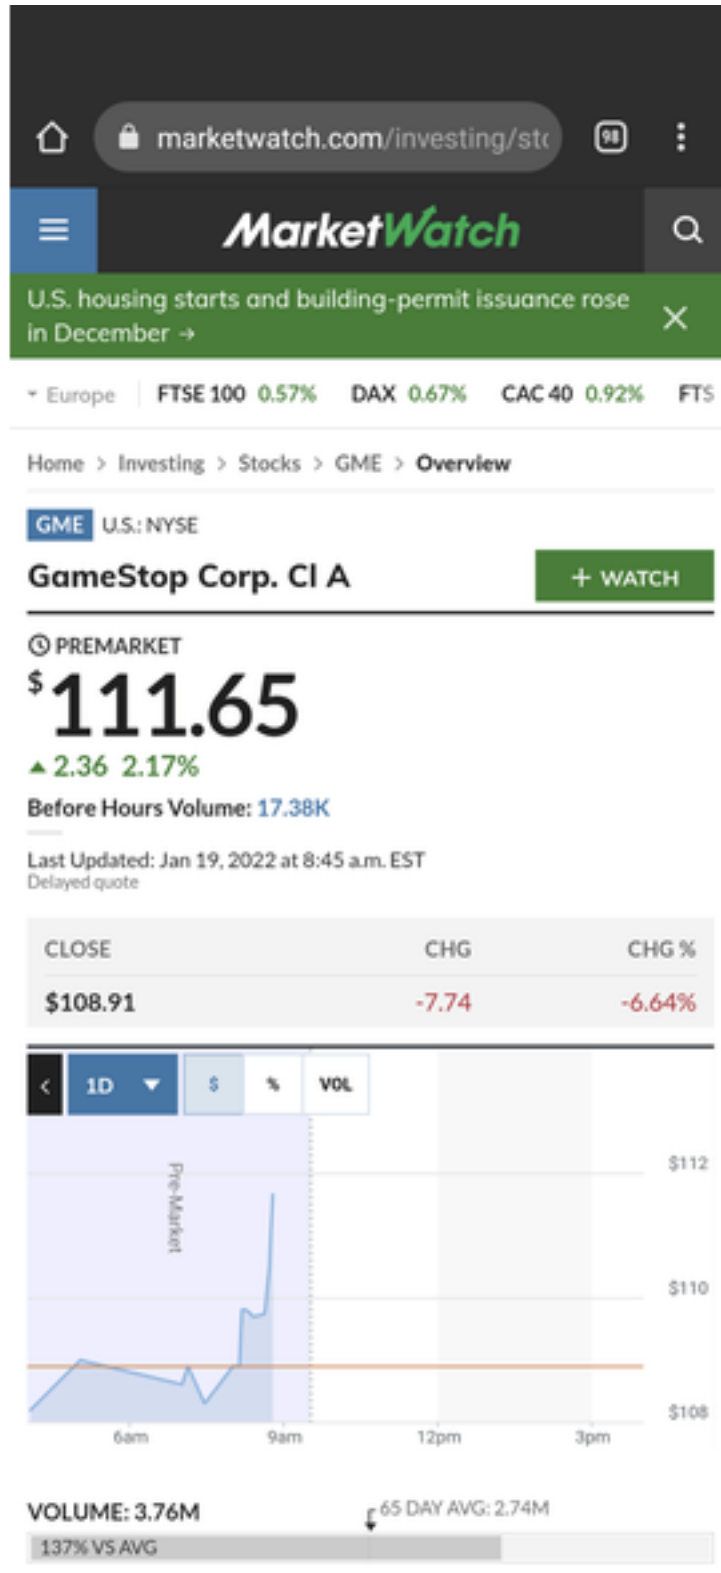 98
marketwatch.com/investing/sto
MarketWatch
U.S. housing starts and building-permit issuance rose
in December →
Europe FTSE 100 0.57% DAX 0.67% CAC 40 0.92% FTS
Home > Investing > Stocks > GME > Overview
GME U.S.: NYSE
GameStop Corp. Cl A
+ WATCH
PREMARKET
$111.65
2.36 2.17%
Before Hours Volume: 17.38K
Last Updated: Jan 19, 2022 at 8:45 a.m. EST
Delayed quote
CLOSE CHG CHG %
$108.91 -7.74 -6.64%
1D $ % VOL
Pre-Market
$112
$110
$108
6am 9am 12pm 3pm
VOLUME: 3.76M 65 DAY AVG: 2.74M
137% VS AVG